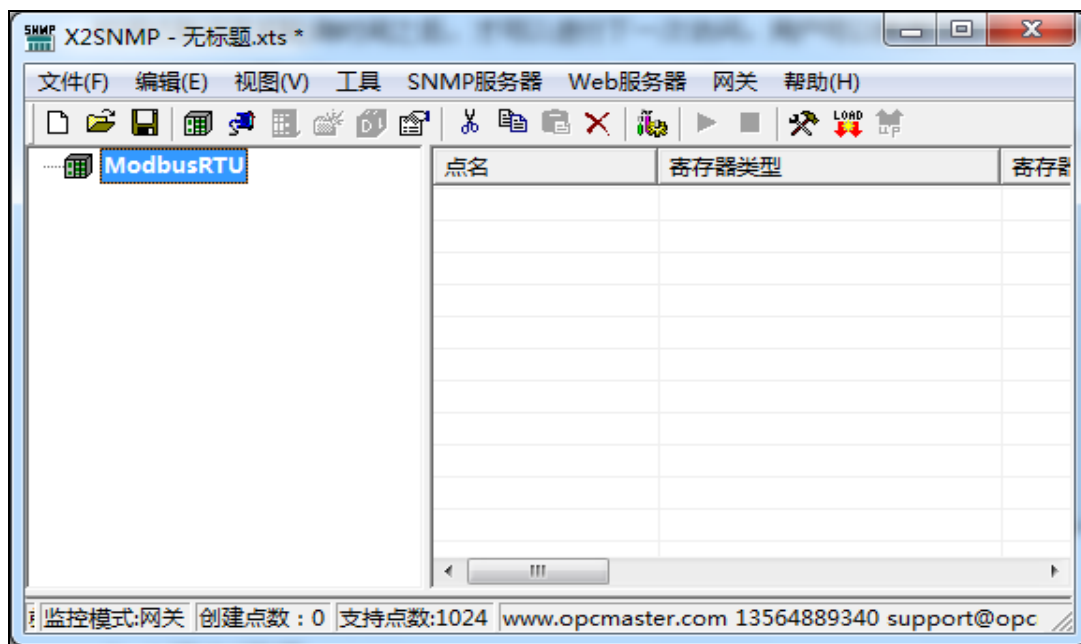 X2SNMP - 无标题.xts *
文件(F) 编辑(E) 视图(V) 工具 SNMP服务器 Web服务器 网关 帮助(H)
ModbusRTU
点名 寄存器类型 寄存器
监控模式:网关 创建点数：0 支持点数:1024 www.opcmaster.com 13564889340 support@opc